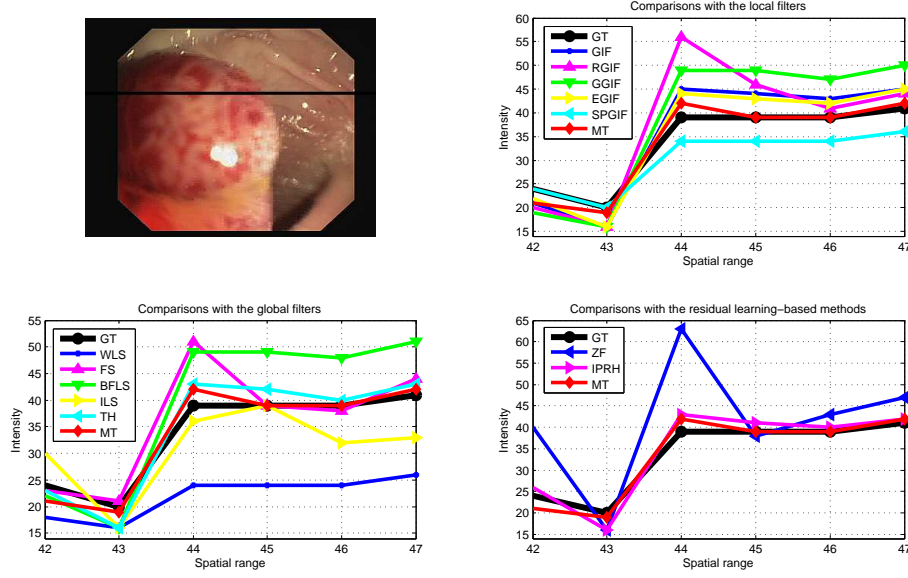 Comparisons with the local filters
60
55
50
45
40
35
30
25
20
15
Intensity
GT
GIF
RGIF
GGIF
EGIF
SPGIF
MT
42 43 44 45 46 47
Spatial range
Comparisons with the global filters
55
50
45
40
35
30
25
20
15
Intensity
GT
WLS
FS
BFLS
ILS
TH
MT
42 43 44 45 46 47
Spatial range
Comparisons with the residual learning−based methods
65
60
55
50
45
40
35
30
25
20
15
Intensity
GT
ZF
IPRH
MT
42 43 44 45 46 47
Spatial range